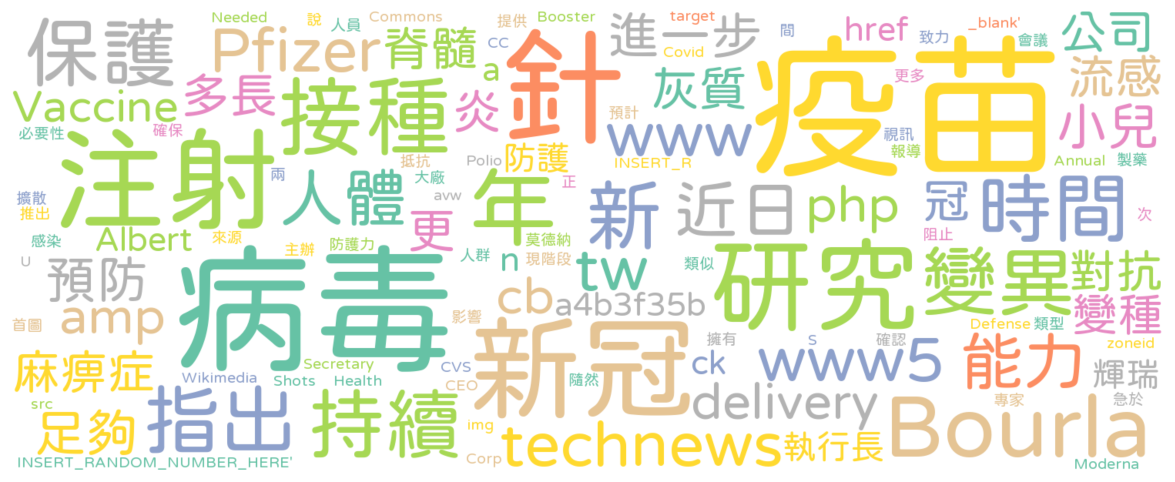 Needed 說 人員 Commons 提供 Booster target _blank' 間 href 致力 會議 公司
保護 Pfizer 脊髓 CC 針 進一步 Covid 疫苗 更多 流感
Vaccine 多長 接種 a 炎 灰質 預計 www 視訊 小兒
必要性 確保 注射 抵抗 Polio 防護 INSERT_R 報導 Annual 製藥
擴散 兩 人體 大廠 avw 年 正 新 近日 php 冠 時間 次
推出 感染 Albert 來源 更 莫德納 阻止
U 預防 主辦 防護力 人群 n 現階段 tw 類似 研究 變異 對抗
首圖 amp 病毒 影響 cb a4b3f35b 變種
麻痹症 Secretary CVS 新冠 擁有 s 確認 Defense 類型 zoneid
Wikimedia Shots Health CEO 隨然 ck www5 能力 輝瑞
src 足夠 指出 持續 img delivery 專家 急於
Corp technews 執行長 Bourla
INSERT_RANDOM_NUMBER_HERE' Moderna